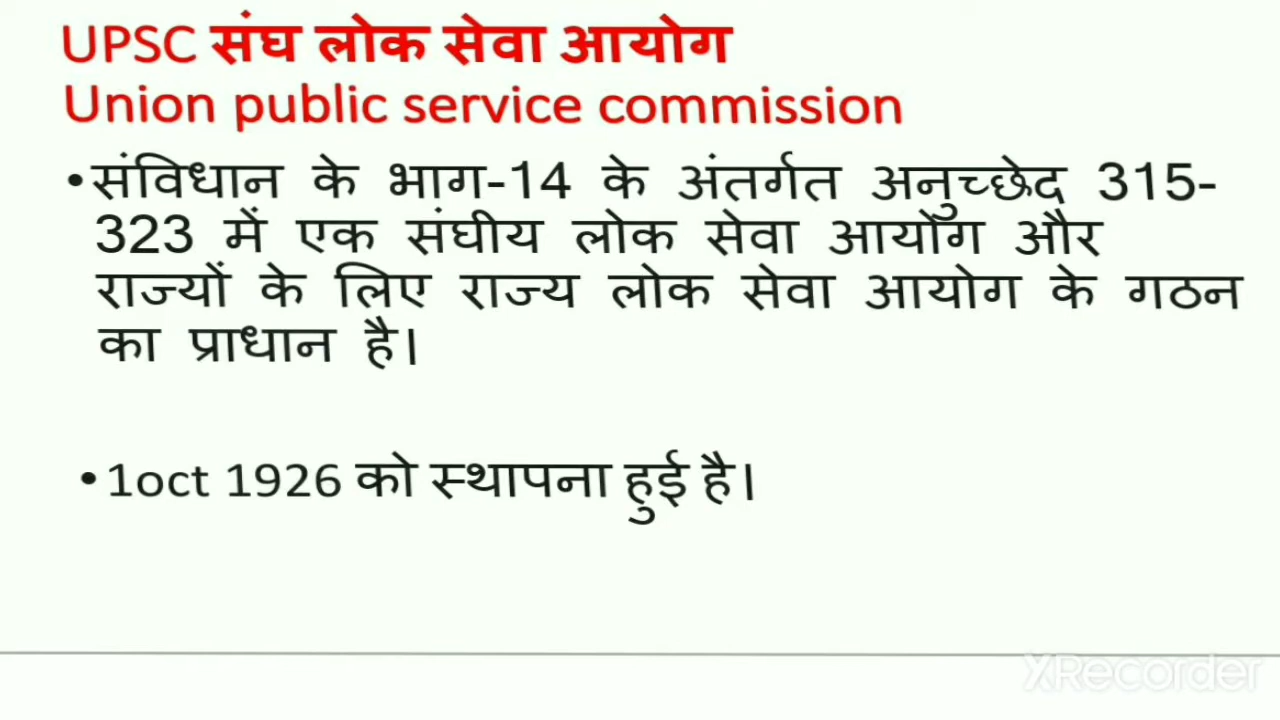 UPSC संघ लोक सेवा आयोग
Union public service commission
•संविधान के भाग-14 के अंतर्गत अनुच्छेद 315-
323 में एक संघीय लोक सेवा आयोग और
राज्यों के लिए राज्य लोक सेवा आयोग के गठन
का प्राधान है।
•1oct 1926 को स्थापना हुई है।
XRecorder